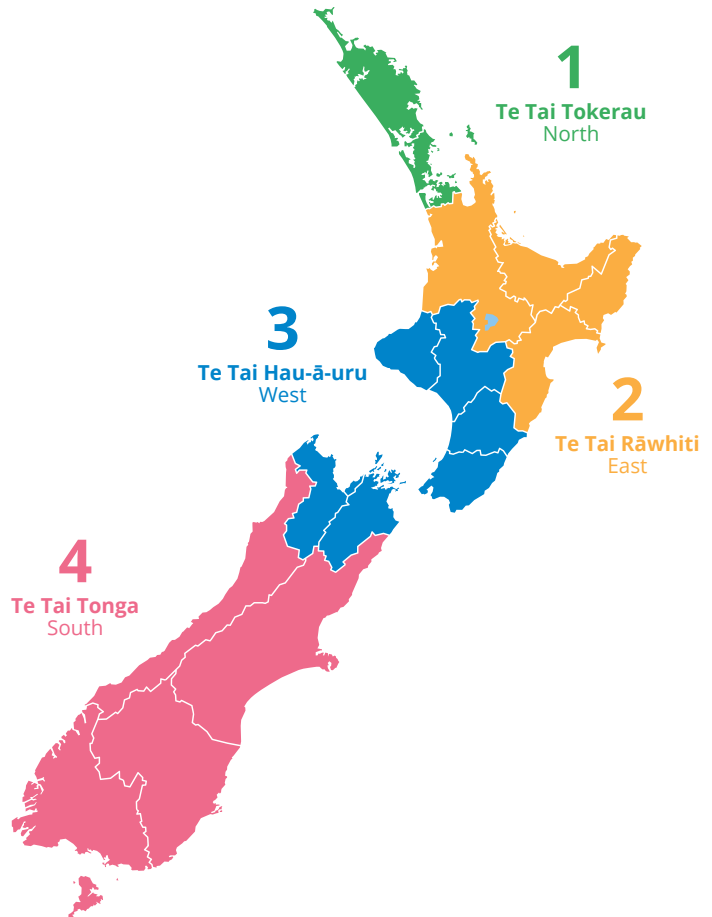 1
Te Tai Tokerau
North
3
Te Tai Hau-ā-uru
West
2
Te Tai Rāwhiti
East
4
Te Tai Tonga
South